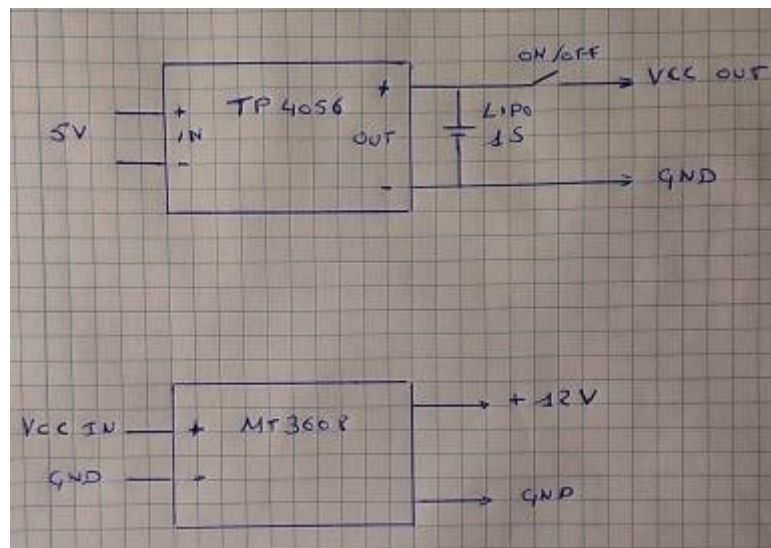 ON/OFF
+ TP 4056 + VCC OUT
5V IN OUT LIPO
1S
- - GND
VCC IN + MT3608 + 12V
GND -
GND